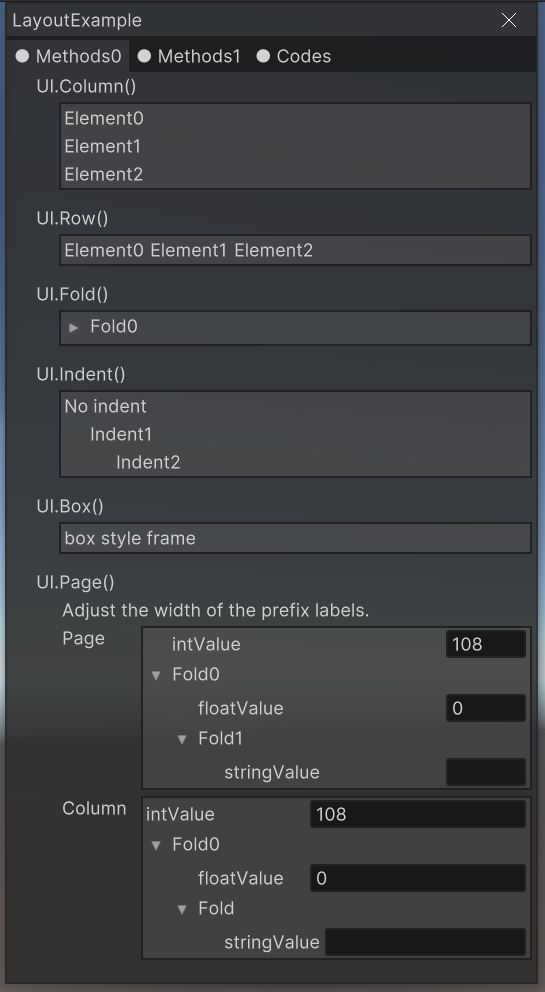 LayoutExample
Methods0 Methods1 Codes
UI.Column()
Element0
Element1
Element2
UI.Row()
Element0 Element1 Element2
UI.Fold()
Fold0
UI.Indent()
No indent
Indent1
Indent2
UI.Box()
box style frame
UI.Page()
Adjust the width of the prefix labels.
Page
intValue 108
Fold0
floatValue 0
Fold1
stringValue
Column
intValue 108
Fold0
floatValue 0
Fold
stringValue